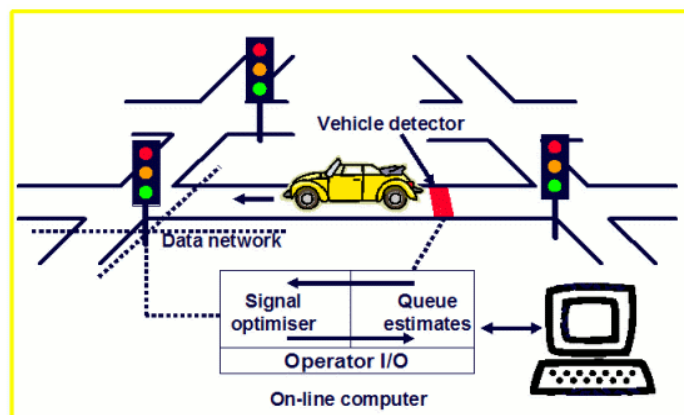 Vehicle detector
Data network
Signal
optimiser
Queue
estimates
Operator I/O
On-line computer